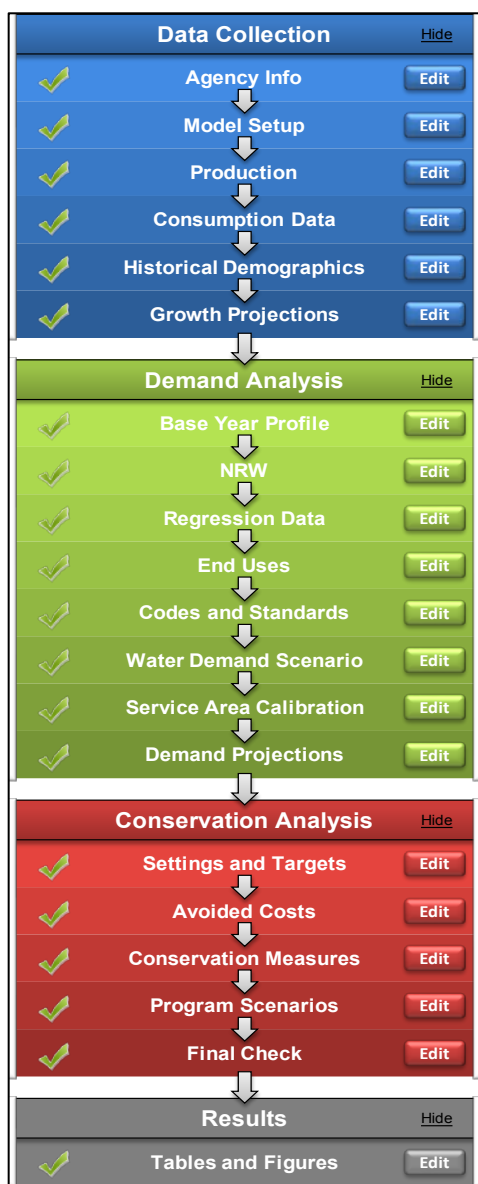 Data Collection Hide
Agency Info Edit
Model Setup Edit
Production Edit
Consumption Data Edit
Historical Demographics Edit
Growth Projections Edit
Demand Analysis Hide
Base Year Profile Edit
NRW Edit
Regression Data Edit
End Uses Edit
Codes and Standards Edit
Water Demand Scenario Edit
Service Area Calibration Edit
Demand Projections Edit
Conservation Analysis Hide
Settings and Targets Edit
Avoided Costs Edit
Conservation Measures Edit
Program Scenarios Edit
Final Check Edit
Results Hide
Tables and Figures Edit